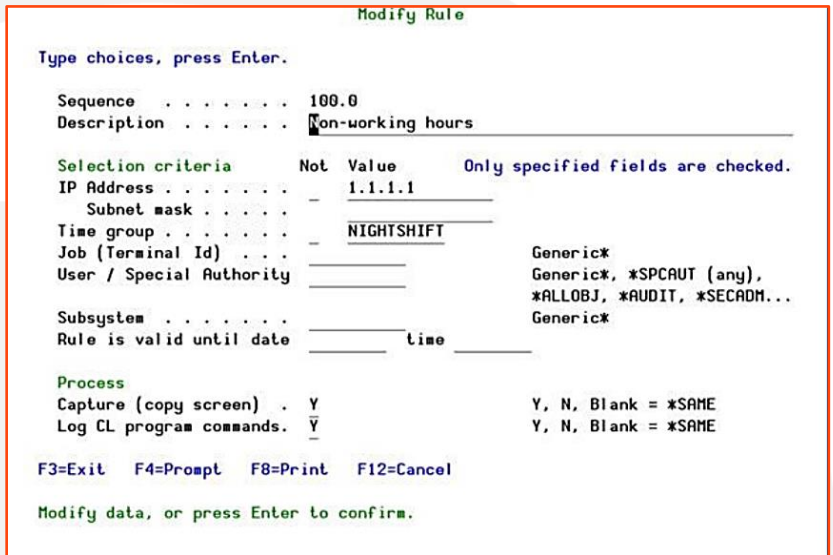 Modify Rule
Type choices, press Enter.
Sequence . . . . . . . 100.0
Description . . . . . . Non-working hours
Selection criteria Not Value Only specified fields are checked.
IP Address . . . . . . . _ 1.1.1.1
Subnet mask . . . . .
Time group . . . . . . . _ NIGHTSHIFT
Job (Terminal Id) . . . Generic*
User / Special Authority Generic*, *SPCAUT (any),
*ALLOBJ, *AUDIT, *SECADM...
Subsystem . . . . . . . Generic*
Rule is valid until date time
Process
Capture (copy screen) . Y Y, N, Blank = *SAME
Log CL program commands. Y Y, N, Blank = *SAME
F3=Exit F4=Prompt F8=Print F12=Cancel
Modify data, or press Enter to confirm.